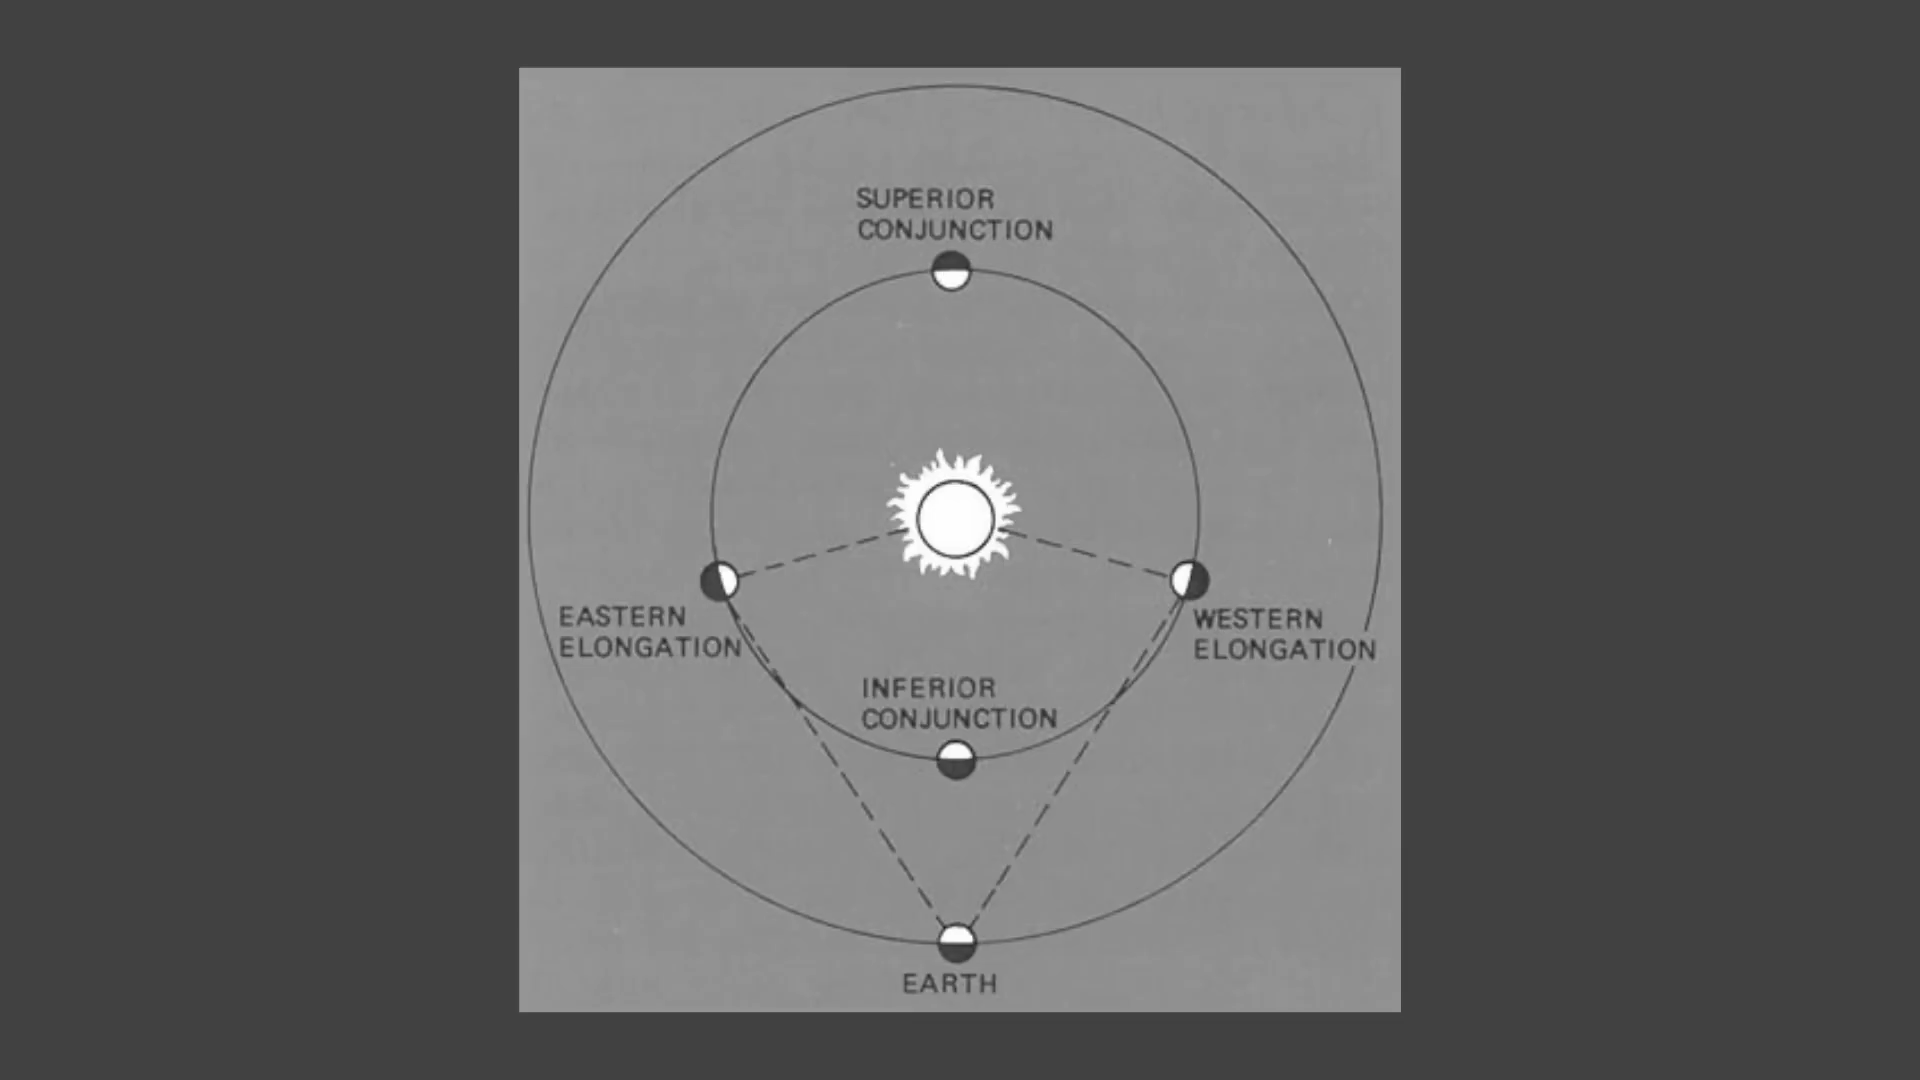 SUPERIOR
CONJUNCTION
EASTERN
ELONGATION
WESTERN
ELONGATION
INFERIOR
CONJUNCTION
EARTH